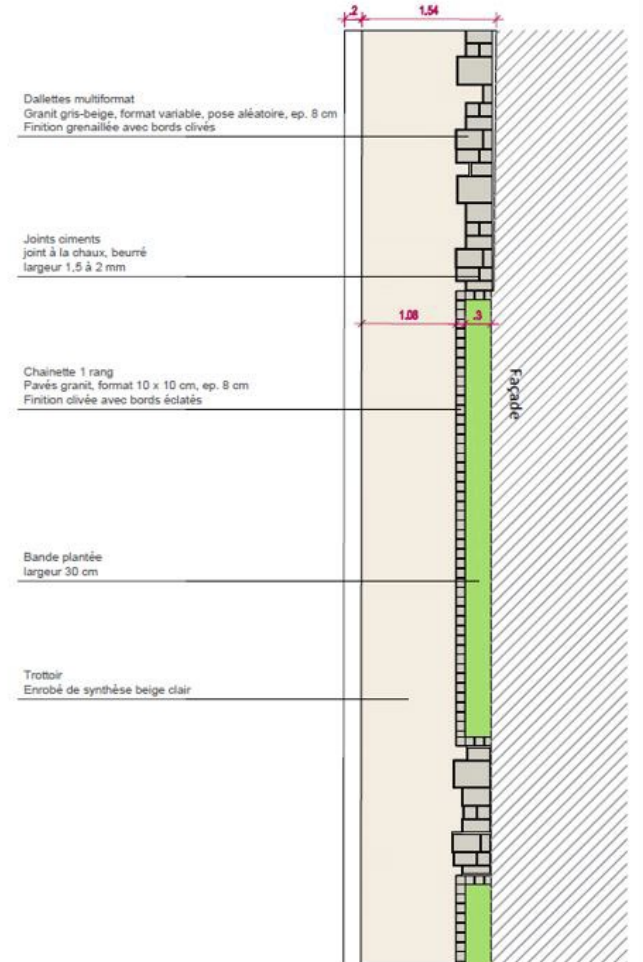 .2
1.54
Dallettes multiformat
Granit gris-beige, format variable, pose aléatoire, ep. 8 cm
Finition grenaillée avec bords clivés
Joints ciments
joint à la chaux, beurré
largeur 1,5 à 2 mm
1.08
.3
Chainette 1 rang
Pavés granit, format 10 x 10 cm, ep. 8 cm
Finition clivée avec bords éclatés
Façade
Bande plantée
largeur 30 cm
Trottoir
Enrobé de synthèse beige clair